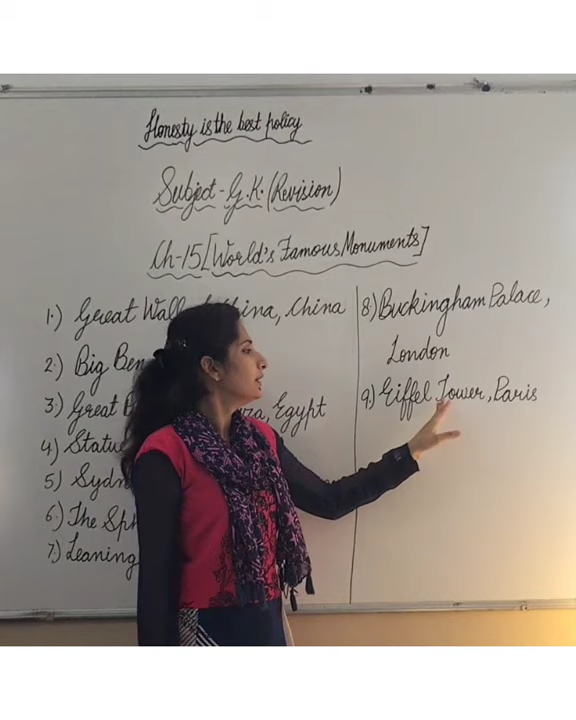 Honesty is the best policy
Subject - G.K. (Revision)
Ch-15 [World's Famous Monuments]
1.) Great Wall China, China
2.) Big Ben
3.) Great Egypt
4.) Statue
5.) 
6.) The
7.) Leaning
8.) Buckingham Palace,
London
9.) Eiffel Tower, Paris